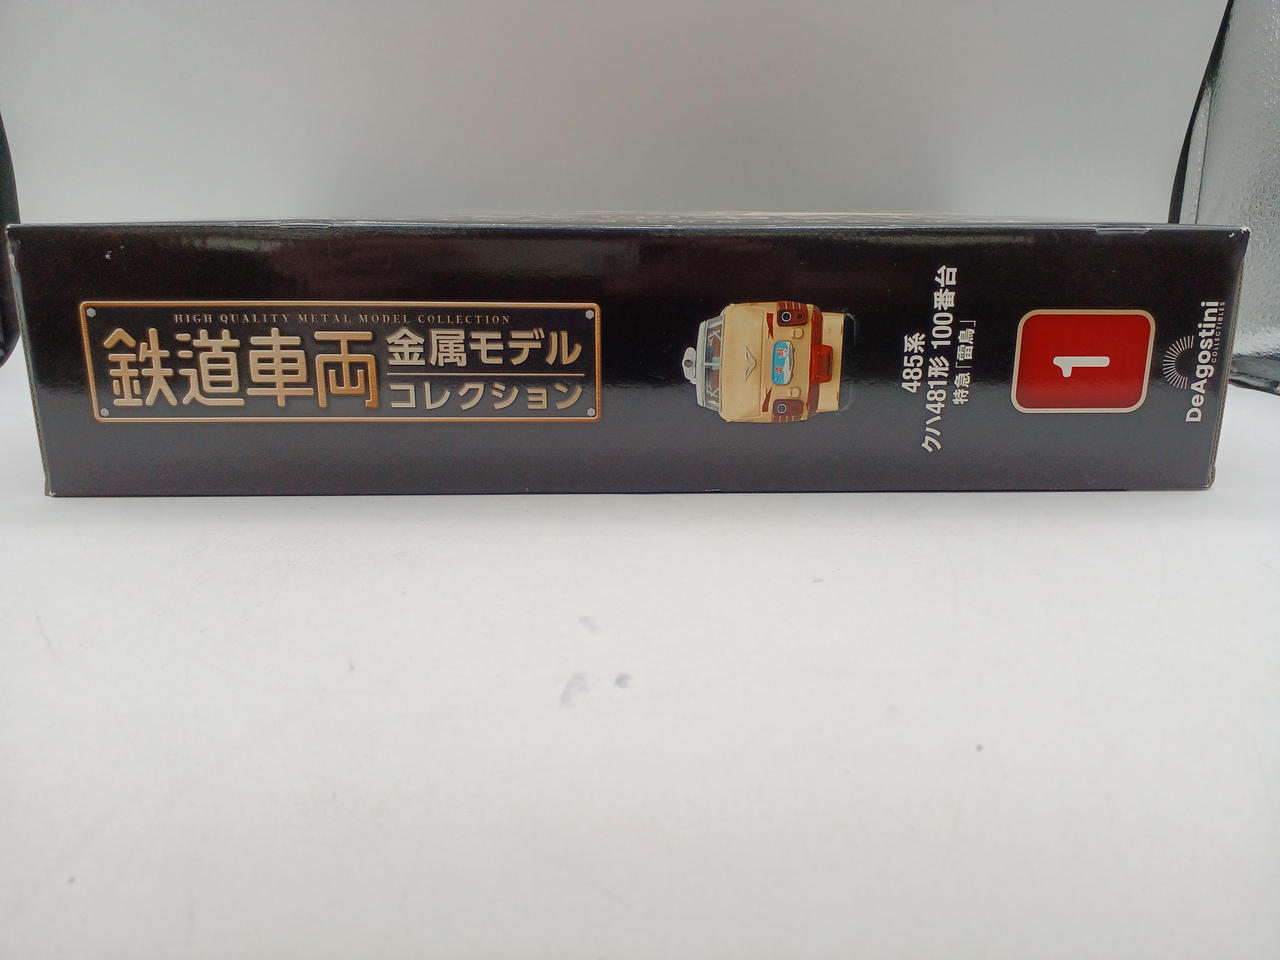 HIGH QUALITY METAL MODEL COLLECTION
鉄道車両
金属モデル
コレクション
485系
クハ481形 100番台
特急「雷鳥」
1
DeAgostini
COLLECTIBLES